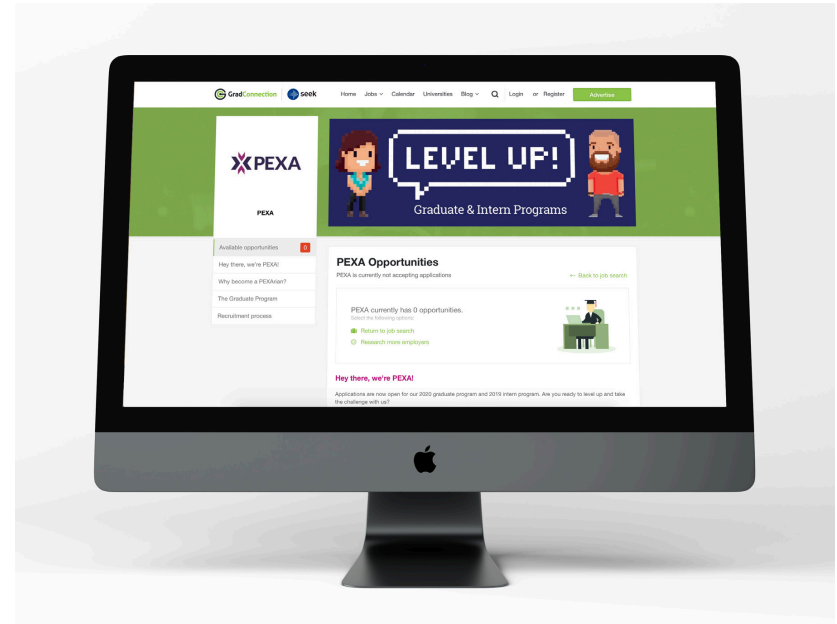 GradConnection seek Home Jobs Calendar Universities Blog Login or Register Advertise
PEXA
PEXA
LEVEL UP!
Graduate & Intern Programs
Available opportunities 0
Hey there, we're PEXA!
Why become a PEXArian?
The Graduate Program
Recruitment process
PEXA Opportunities
PEXA is currently not accepting applications
← Back to job search
PEXA currently has 0 opportunities.
Select the following options:
Return to job search
Research more employers
Hey there, we're PEXA!
Applications are now open for our 2020 graduate program and 2019 intern program. Are you ready to level up and take
the challenge with us?